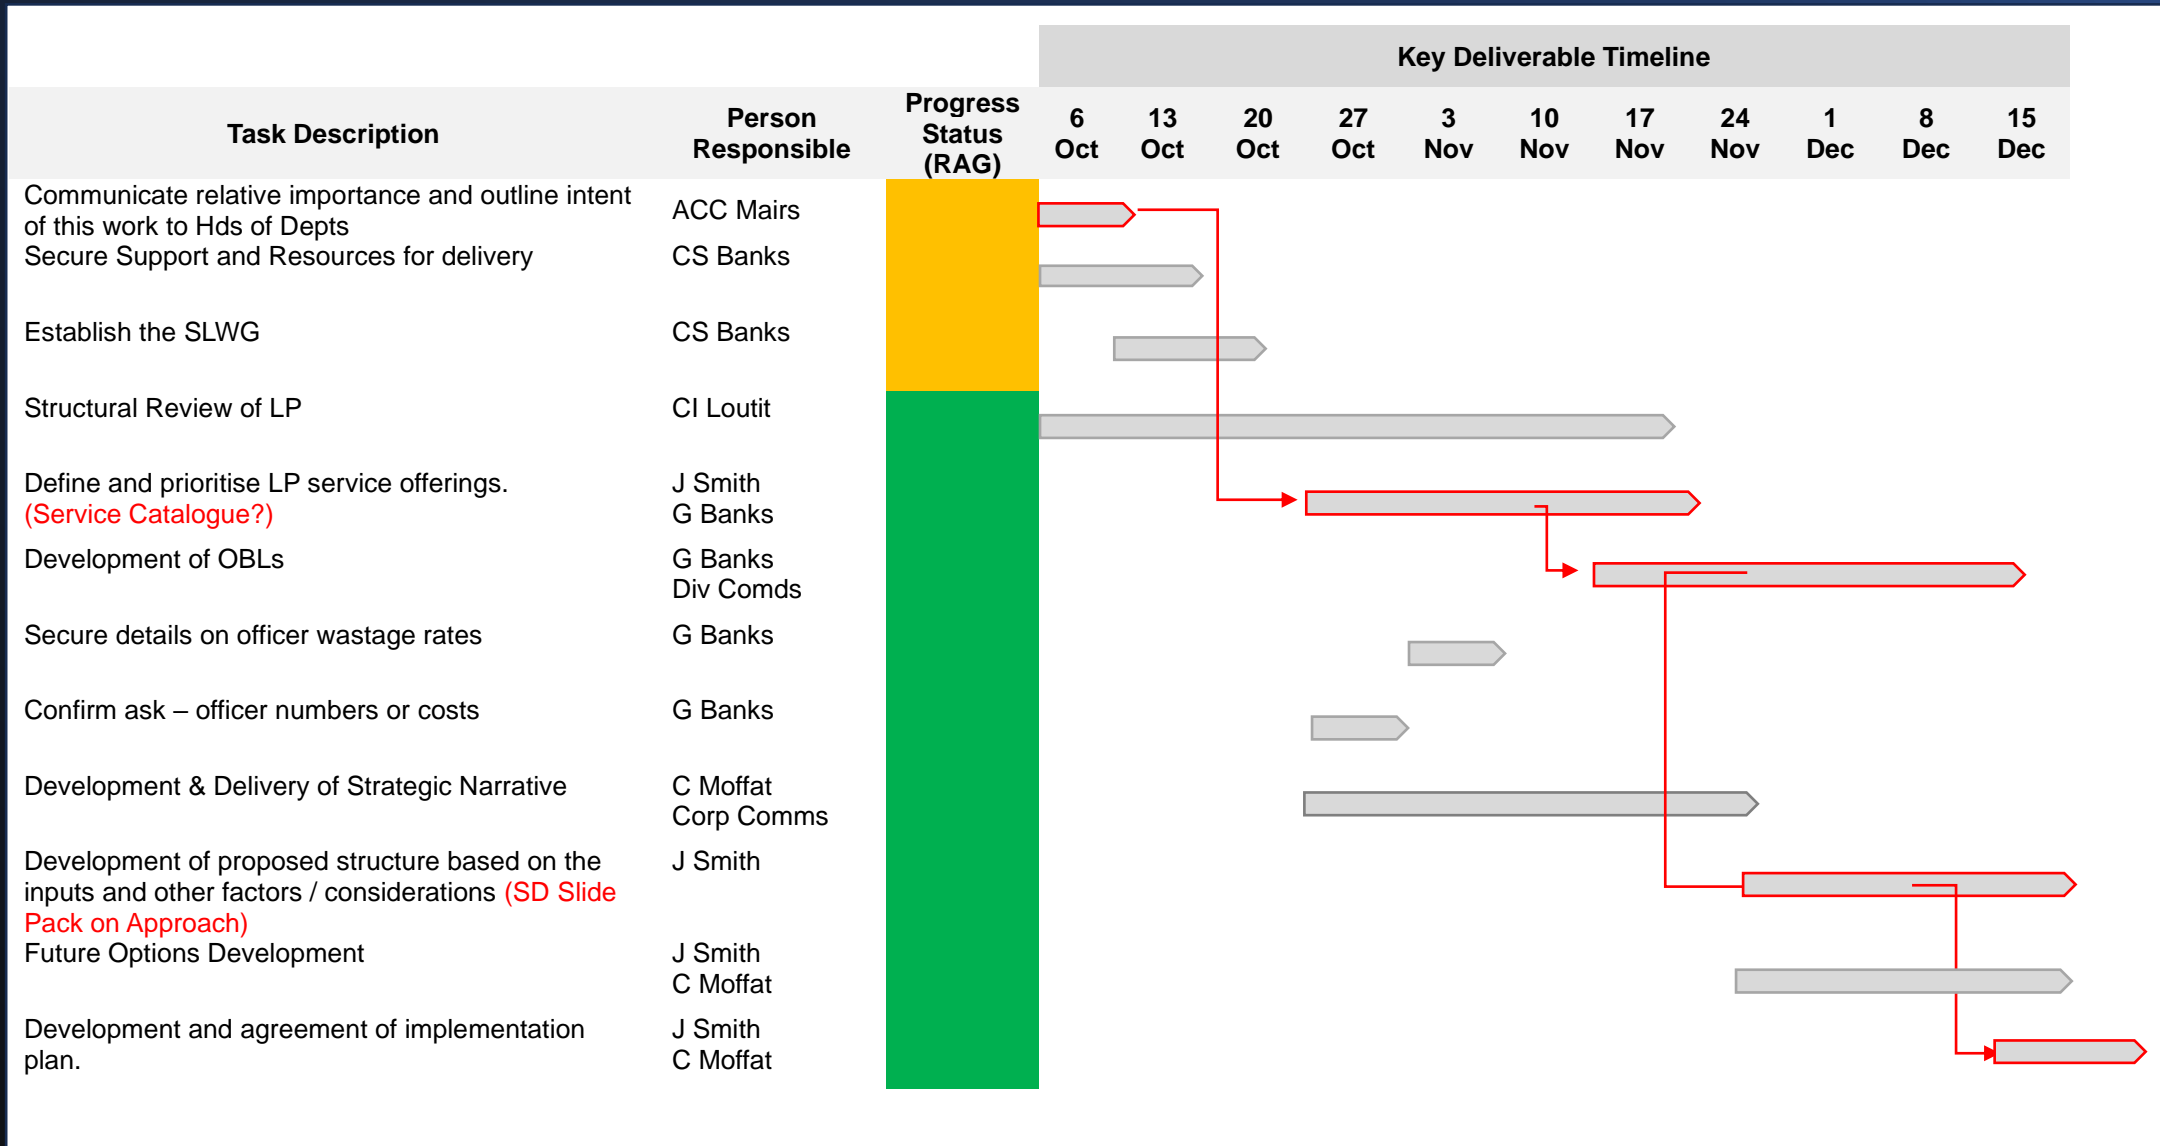 Key Deliverable Timeline
Task Description
Person
Responsible
Progress
Status
(RAG)
6
Oct
13
Oct
20
Oct
27
Oct
3
Nov
10
Nov
17
Nov
24
Nov
1
Dec
8
Dec
15
Dec
Communicate relative importance and outline intent
of this work to Hds of Depts
ACC Mairs
Secure Support and Resources for delivery
CS Banks
Establish the SLWG
CS Banks
Structural Review of LP
CI Loutit
Define and prioritise LP service offerings.
(Service Catalogue?)
J Smith
G Banks
Development of OBLs
G Banks
Div Comds
Secure details on officer wastage rates
G Banks
Confirm ask – officer numbers or costs
G Banks
Development & Delivery of Strategic Narrative
C Moffat
Corp Comms
Development of proposed structure based on the
inputs and other factors / considerations (SD Slide
Pack on Approach)
J Smith
Future Options Development
J Smith
C Moffat
Development and agreement of implementation
plan.
J Smith
C Moffat